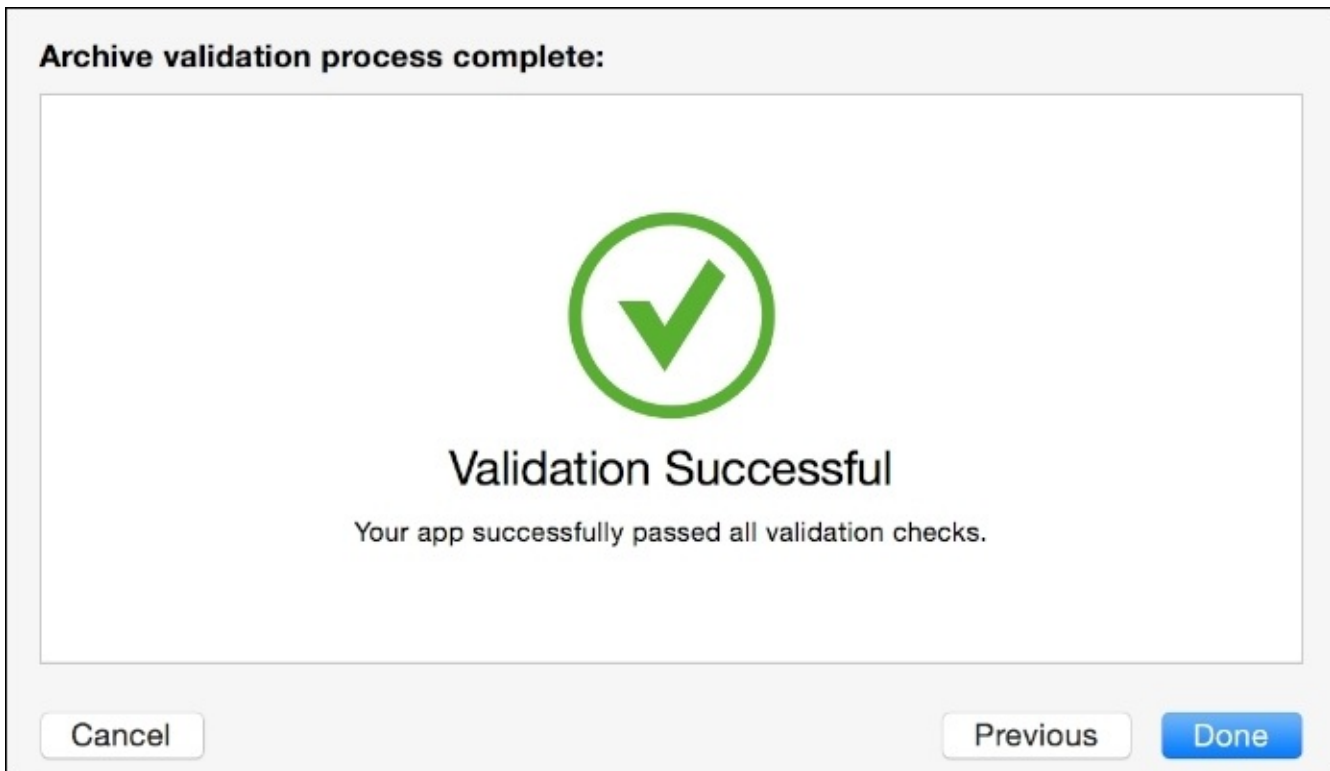 Archive validation process complete:
Validation Successful
Your app successfully passed all validation checks.
Cancel
Previous
Done